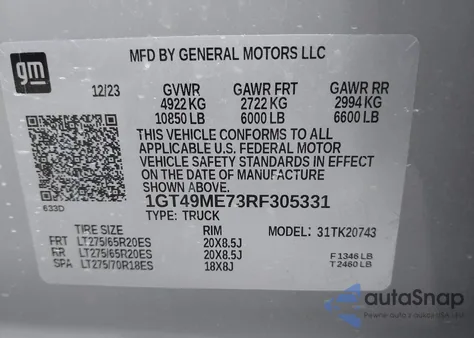 gm
MFD BY GENERAL MOTORS LLC
12/23 GVWR GAWR FRT GAWR RR
4922 KG 2722 KG 2994 KG
10850 LB 6000 LB 6600 LB
THIS VEHICLE CONFORMS TO ALL
APPLICABLE U.S. FEDERAL MOTOR
VEHICLE SAFETY STANDARDS IN EFFECT
ON THE DATE OF MANUFACTURE
SHOWN ABOVE.
633D
1GT49ME73RF305331
TYPE: TRUCK
TIRE SIZE RIM MODEL: 31TK20743
FRT LT275/65R20ES 20X8.5J
RR LT275/65R20ES 20X8.5J F 1346 LB
SPA LT275/70R18ES 18X8J T 2460 LB
autoSnap